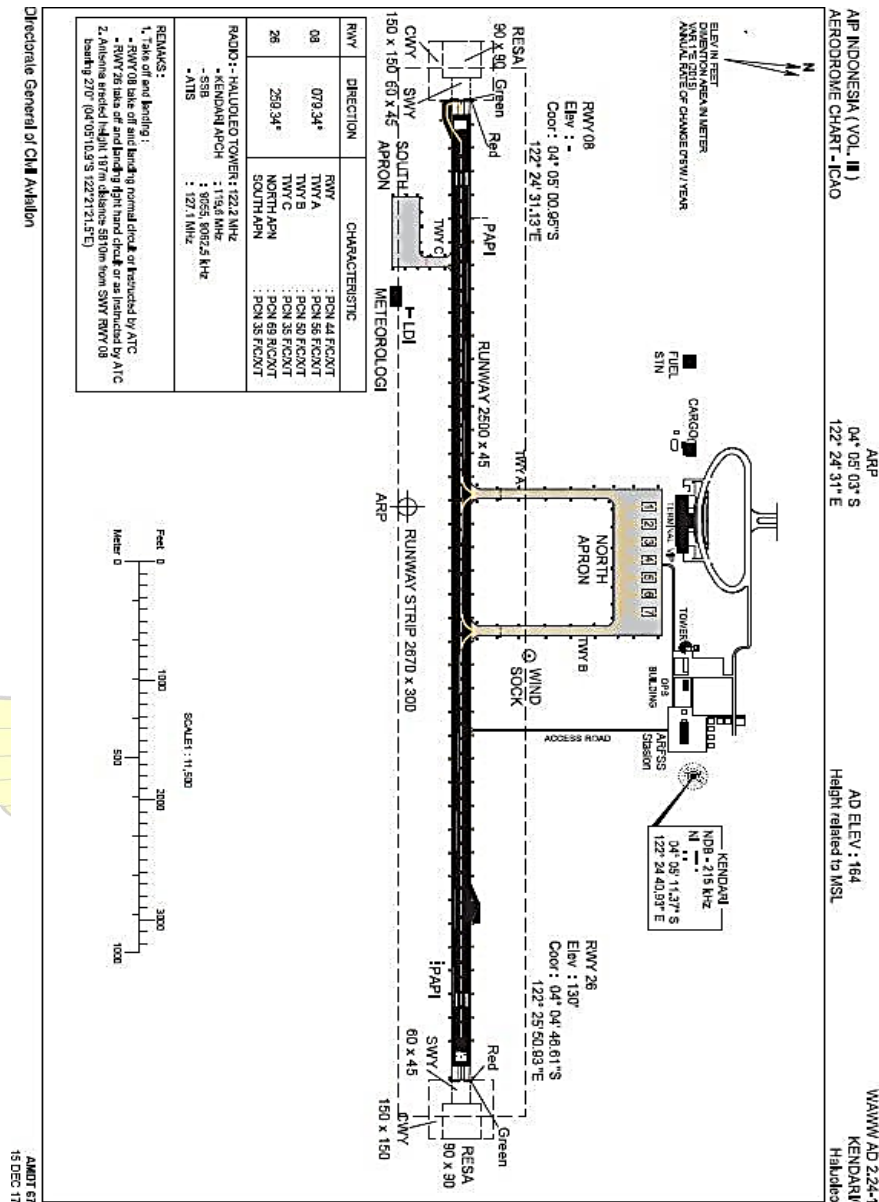 AIP INDONESIA ( VOL. III )
AERODROME CHART - ICAO
ARP
04° 05' 03" S
122° 24' 31" E
AD ELEV : 164
Height related to MSL
WAWW AD 2.24-1
KENDARI/
Haluoleo
N
ELEV IN FEET
DIMENTION AREA IN METER
VAR 1°E (2015)
ANNUAL RATE OF CHANGE
W / YEAR
FUEL
STN
CARGO
TERMINAL
VIP
TOWER
OPS
BUILDING
ARFSS
Stasion
KENDARI
NDB - 215 kHz
04° 05' 11.37" S
122° 24' 40.93" E
1 2 3 4 5 6 7
NORTH
APRON
TWY A
TWY B
WIND
SOCK
ACCESS ROAD
RWY 08
Elev : -
Coor : 04° 05' 00.95"S
122° 24' 31.13"E
RWY 26
Elev : 130'
Coor : 04° 04' 46.61"S
122° 25' 50.93"E
RESA
90 x 90
Green
Red
PAPI
RUNWAY 2500 x 45
Red
Green
CWY
150 x 150
SWY
60 x 45
SOUTH
APRON
TWY C
LDI
METEOROLOGI
ARP
RUNWAY STRIP 2670 x 300
PAPI
SWY
60 x 45
CWY
150 x 150
RESA
90 x 90
RWY DIRECTION CHARACTERISTIC
08 079.34°
26 259.34°
RWY : PCN 44 F/C/X/T
TWY A : PCN 56 F/C/X/T
TWY B : PCN 50 F/C/X/T
TWY C : PCN 35 F/C/X/T
NORTH APN : PCN 69 R/C/X/T
SOUTH APN : PCN 35 F/C/X/T
RADIO : - HALUOLEO TOWER : 122.2 MHz
- KENDARI APCH : 119,6 MHz
- SSB : 9055, 9062.5 kHz
- ATIS : 127.1 MHz
REMAKS :
1. Take off and landing :
- RWY 08 take off and landing normal circuit or instructed by ATC
- RWY 26 take off and landing right hand circuit or as instructed by ATC
2. Antenna erected height 197m distance 5810m from SWY RWY 08
bearing 270° (04°05'10.9"S 122°21'21.5"E)
SCALE 1 : 11,500
Feet 0 1000 2000 3000
Meter 0 500 1000
Directorate General of Civil Aviation
AMDT 67
15 DEC 17